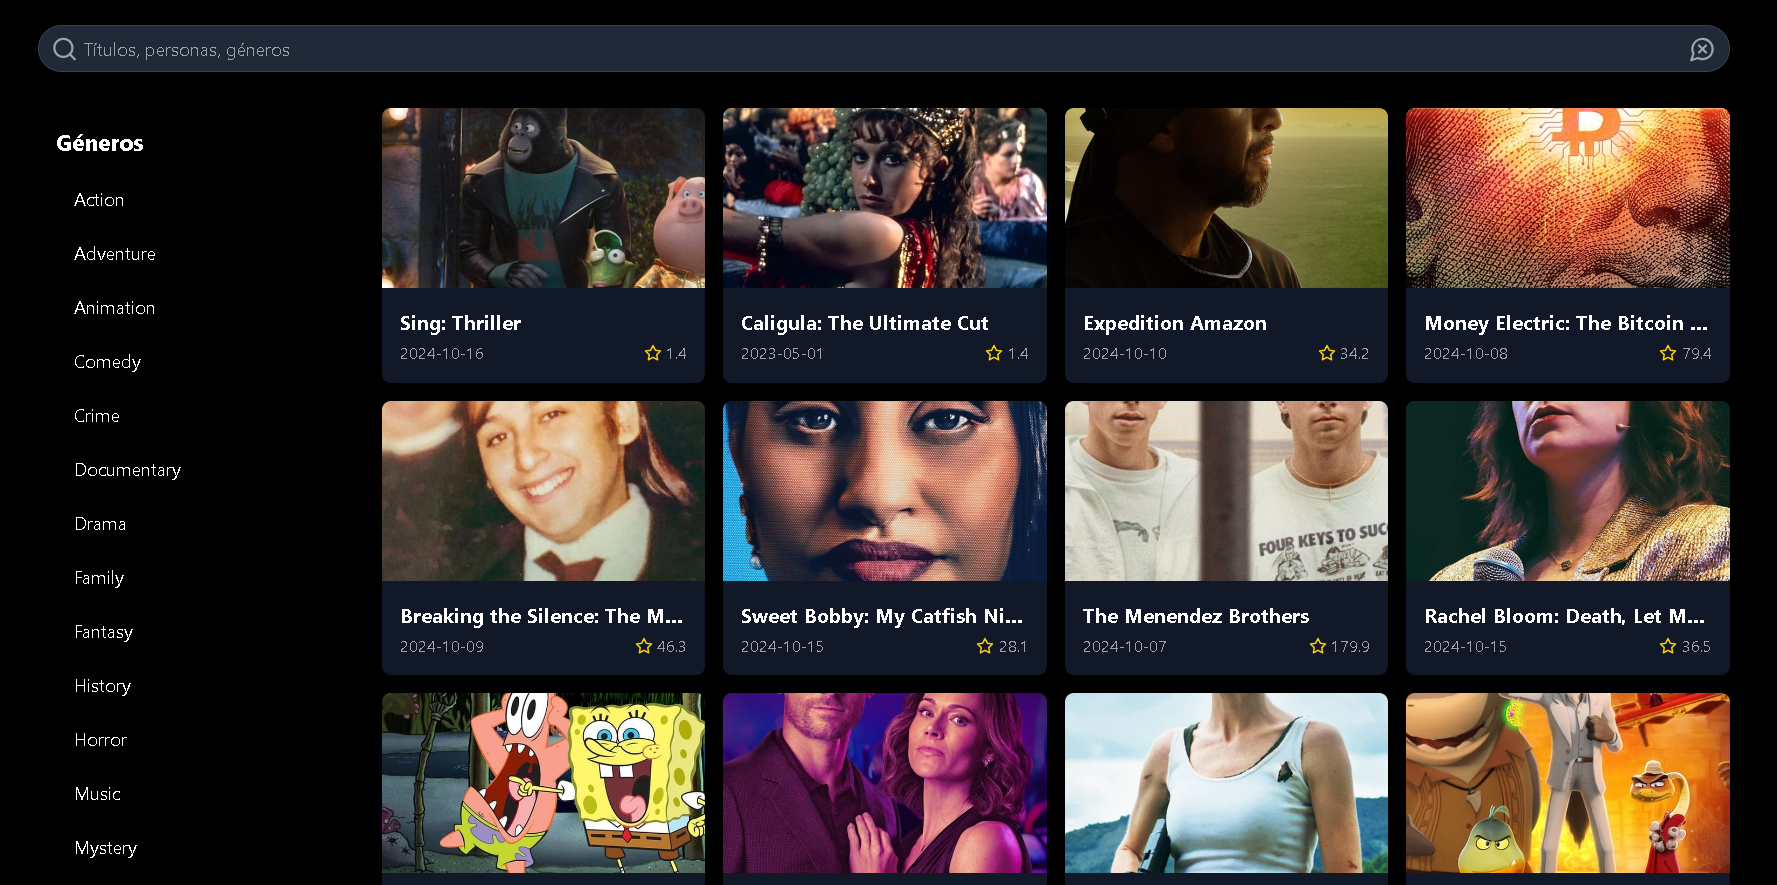 Títulos, personas, géneros
Géneros
Action
Adventure
Animation
Comedy
Crime
Documentary
Drama
Family
Fantasy
History
Horror
Music
Mystery
Sing: Thriller
2024-10-16 1.4
Caligula: The Ultimate Cut
2023-05-01 1.4
Expedition Amazon
2024-10-10 34.2
Money Electric: The Bitcoin ...
2024-10-08 79.4
Breaking the Silence: The M...
2024-10-09 46.3
Sweet Bobby: My Catfish Ni...
2024-10-15 28.1
FOUR KEYS TO SUC
The Menendez Brothers
2024-10-07 179.9
Rachel Bloom: Death, Let M...
2024-10-15 36.5